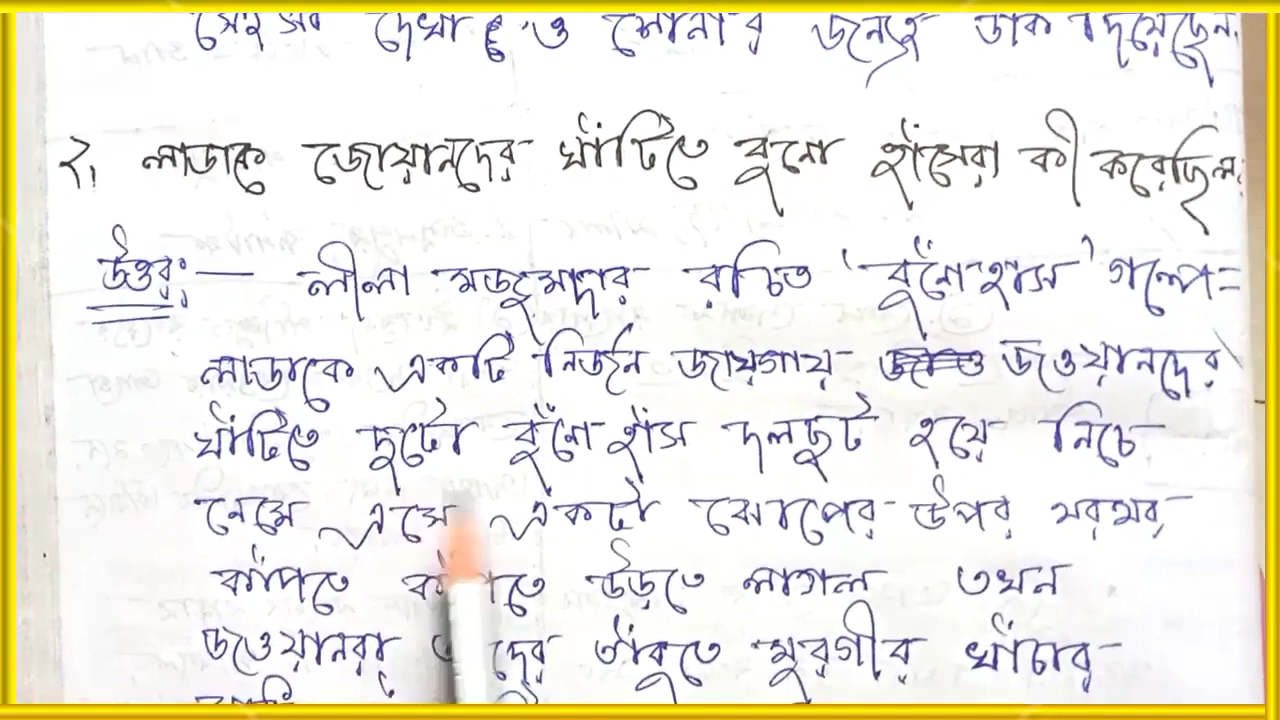 সেই সব দেখা ও শোনার জন্যে ডাক দিয়েছেন।
২। লাডাকে জোয়ানদের ঘাঁটিতে বুনো হাঁসেরা কী করেছিল
উত্তরঃ— লীলা মজুমদার রচিত 'বুঁনো হাস' গল্পে=
লাডাকে একটি নির্জন জায়গায় জওয়ানদের
ঘাঁটিতে দুটো বুঁনো হাঁস দলছুট হয়ে নিচে
নেমে এসে একটা ঝোপের উপর থরথর
কাঁপতে উড়তে লাগল তখন
জওয়ানরা তাঁবুতে মুরগীর খাঁচার